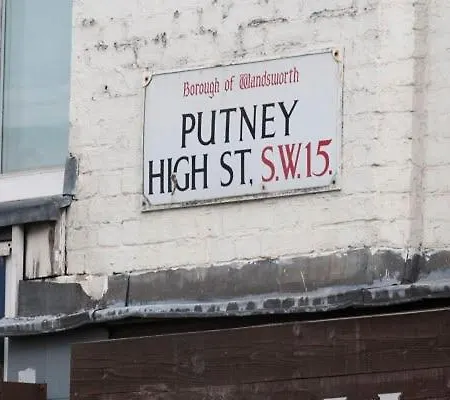 Borough of Wandsworth
PUTNEY
HIGH ST, S.W.15.